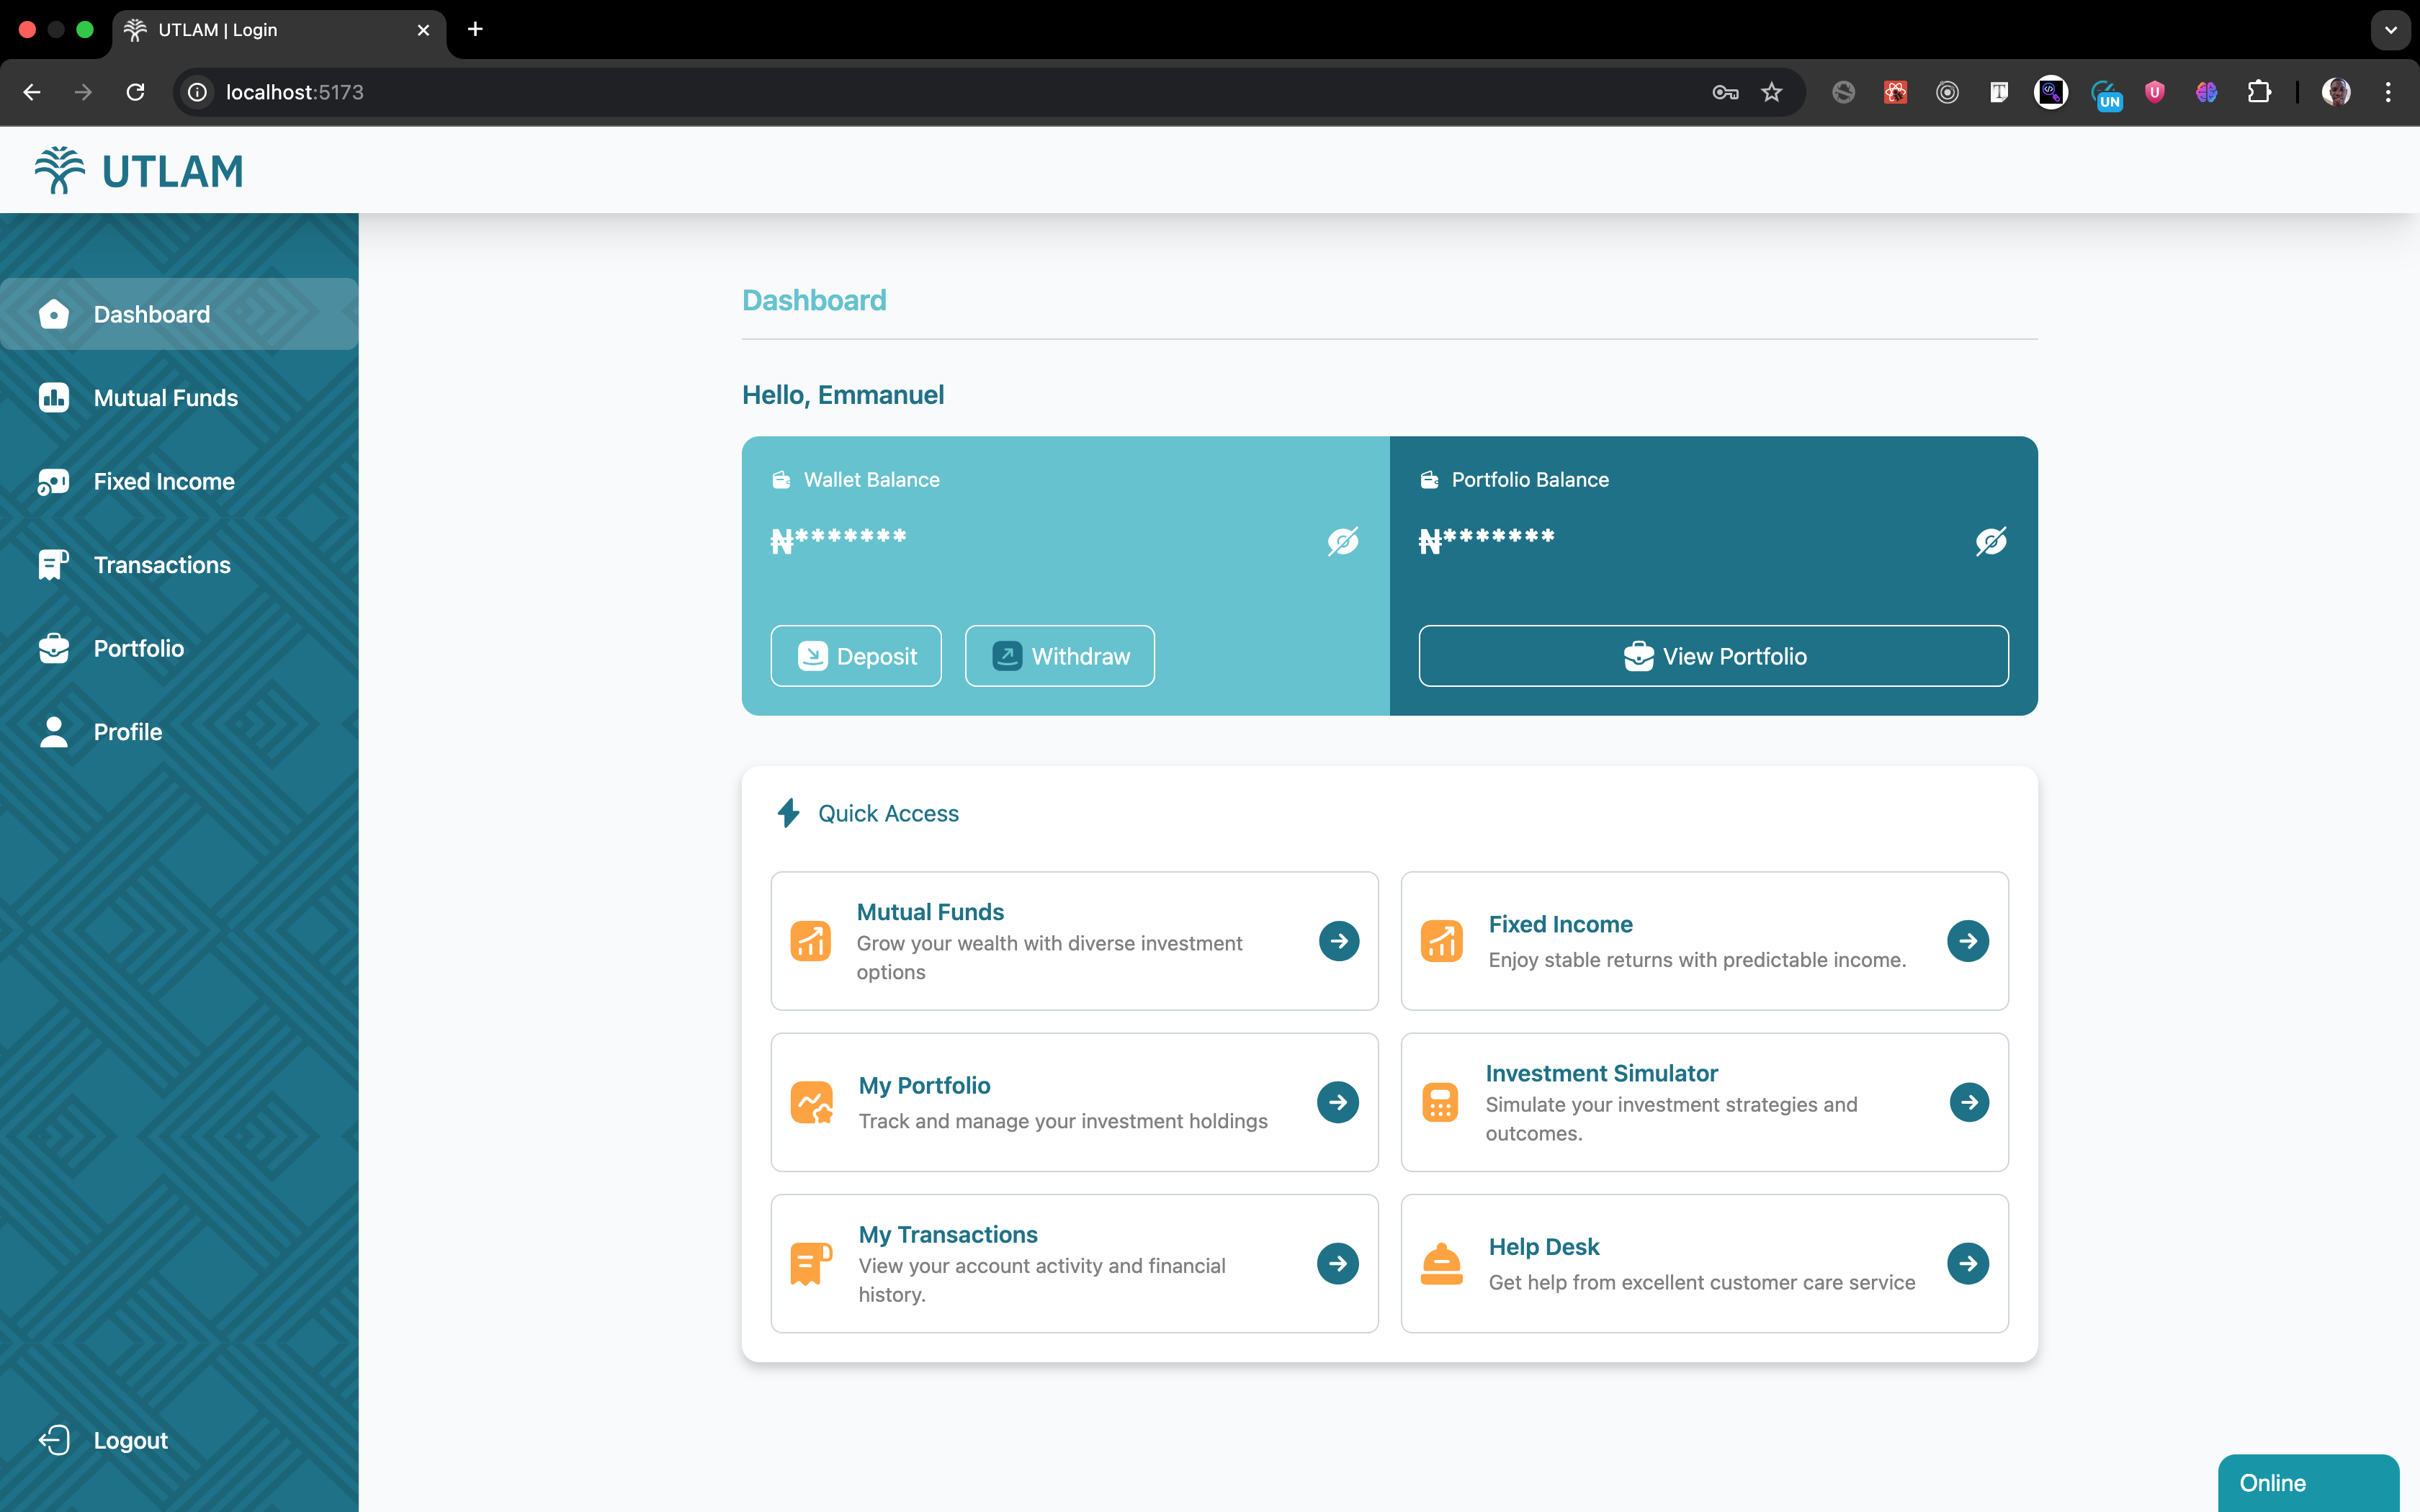 UTLAM | Login
localhost:5173
UN
UTLAM
Dashboard
Mutual Funds
Fixed Income
Transactions
Portfolio
Profile
Logout
Dashboard
Hello, Emmanuel
Wallet Balance
₦*******
Deposit
Withdraw
Portfolio Balance
₦*******
View Portfolio
Quick Access
Mutual Funds
Grow your wealth with diverse investment
options
Fixed Income
Enjoy stable returns with predictable income.
My Portfolio
Track and manage your investment holdings
Investment Simulator
Simulate your investment strategies and
outcomes.
My Transactions
View your account activity and financial
history.
Help Desk
Get help from excellent customer care service
Online